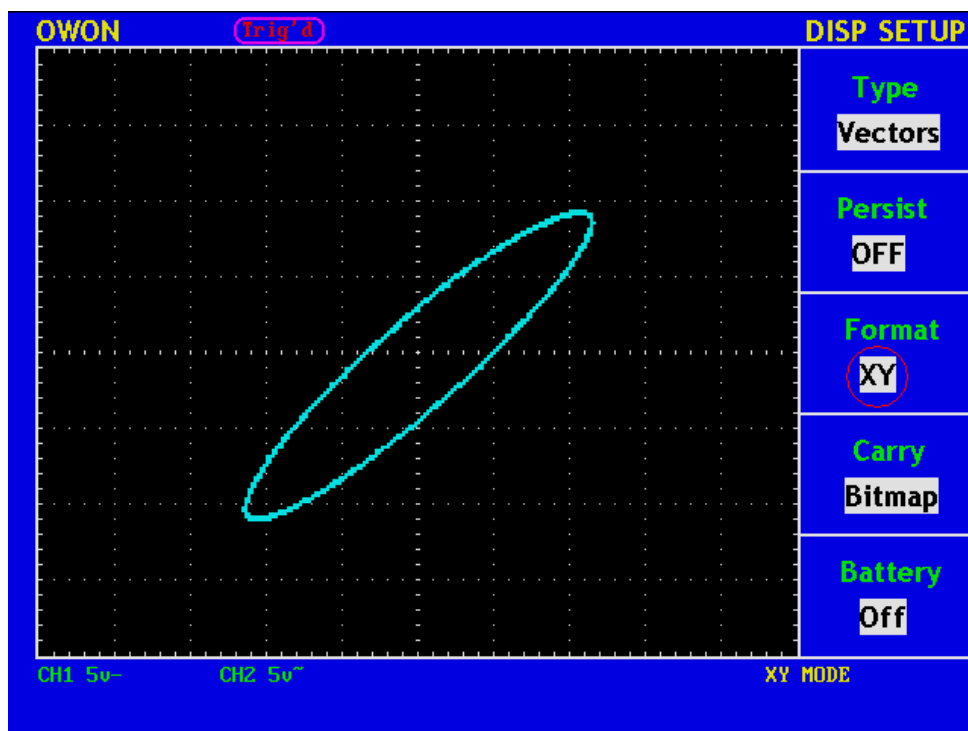 OWON Trig'd DISP SETUP
Type
Vectors
Persist
OFF
Format
XY
Carry
Bitmap
Battery
Off
CH1 5v- CH2 5v~ XY MODE